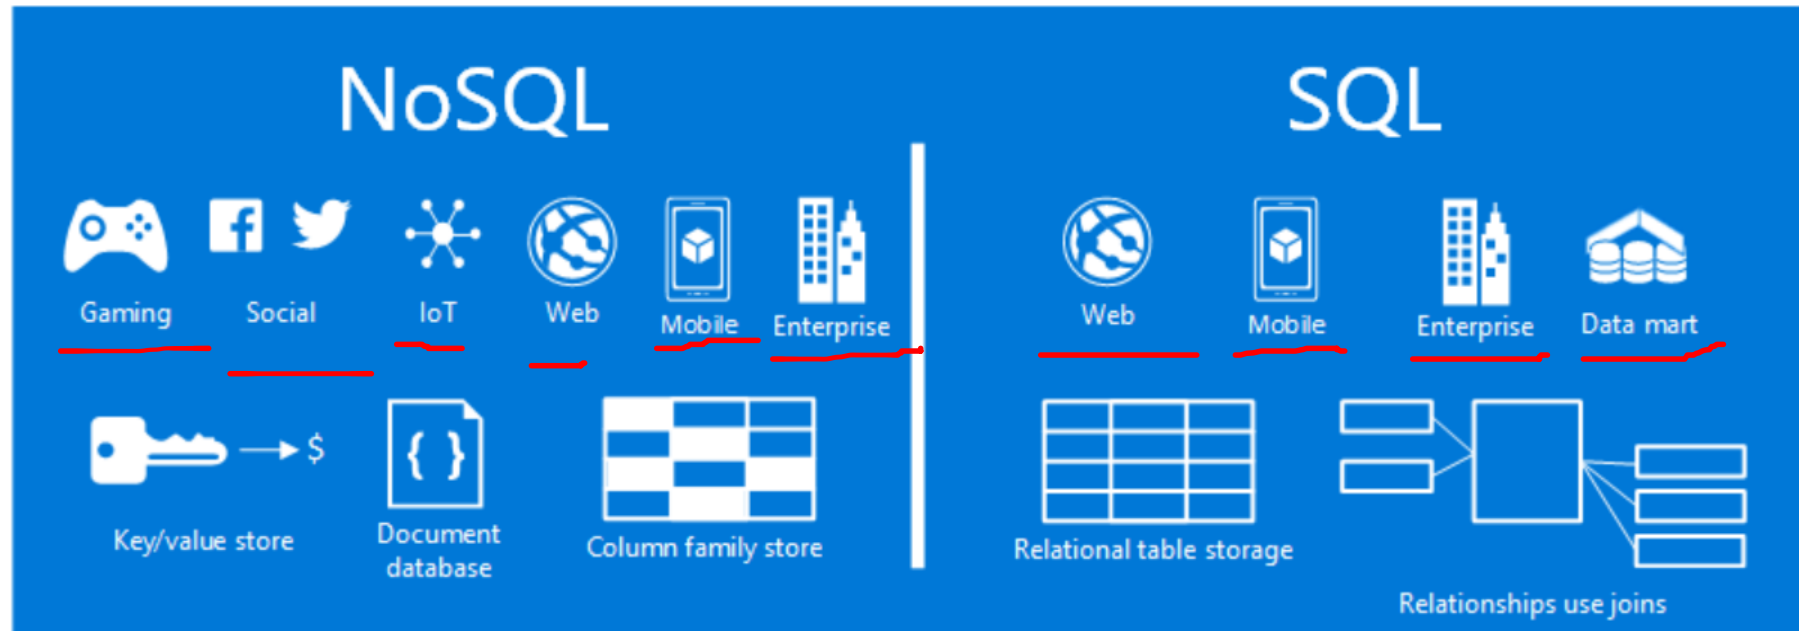 NoSQL
SQL
Gaming
Social
IoT
Web
Mobile
Enterprise
Web
Mobile
Enterprise
Data mart
$
{ }
Key/value store
Document
database
Column family store
Relational table storage
Relationships use joins